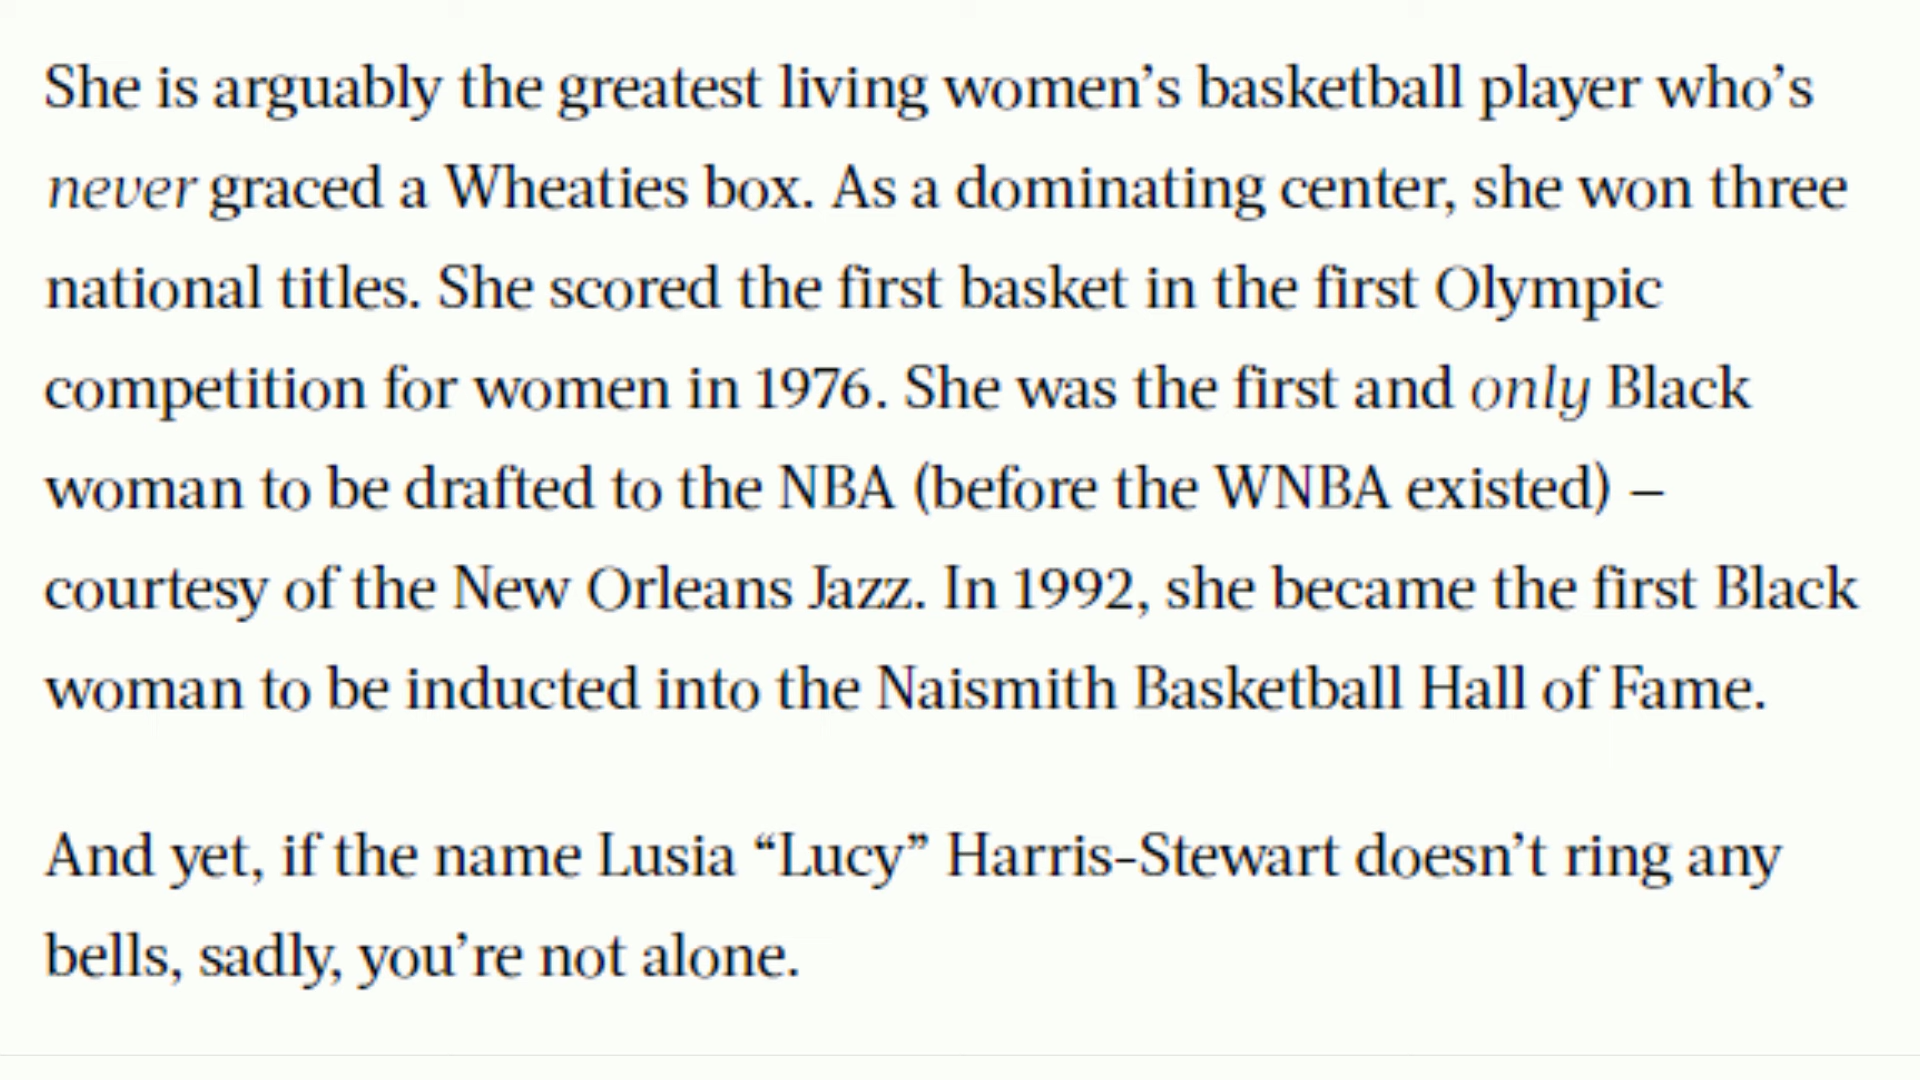 She is arguably the greatest living women’s basketball player who’s
never graced a Wheaties box. As a dominating center, she won three
national titles. She scored the first basket in the first Olympic
competition for women in 1976. She was the first and only Black
woman to be drafted to the NBA (before the WNBA existed) –
courtesy of the New Orleans Jazz. In 1992, she became the first Black
woman to be inducted into the Naismith Basketball Hall of Fame.
And yet, if the name Lusia “Lucy” Harris-Stewart doesn’t ring any
bells, sadly, you’re not alone.